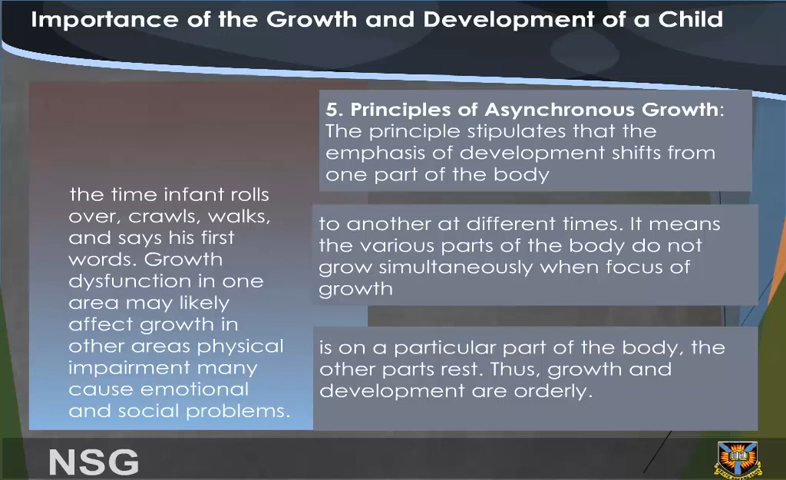 Importance of the Growth and Development of a Child
the time infant rolls
over, crawls, walks,
and says his first
words. Growth
dysfunction in one
area may likely
affect growth in
other areas physical
impairment many
cause emotional
and social problems.
5. Principles of Asynchronous Growth:
The principle stipulates that the
emphasis of development shifts from
one part of the body
to another at different times. It means
the various parts of the body do not
grow simultaneously when focus of
growth
is on a particular part of the body, the
other parts rest. Thus, growth and
development are orderly.
NSG